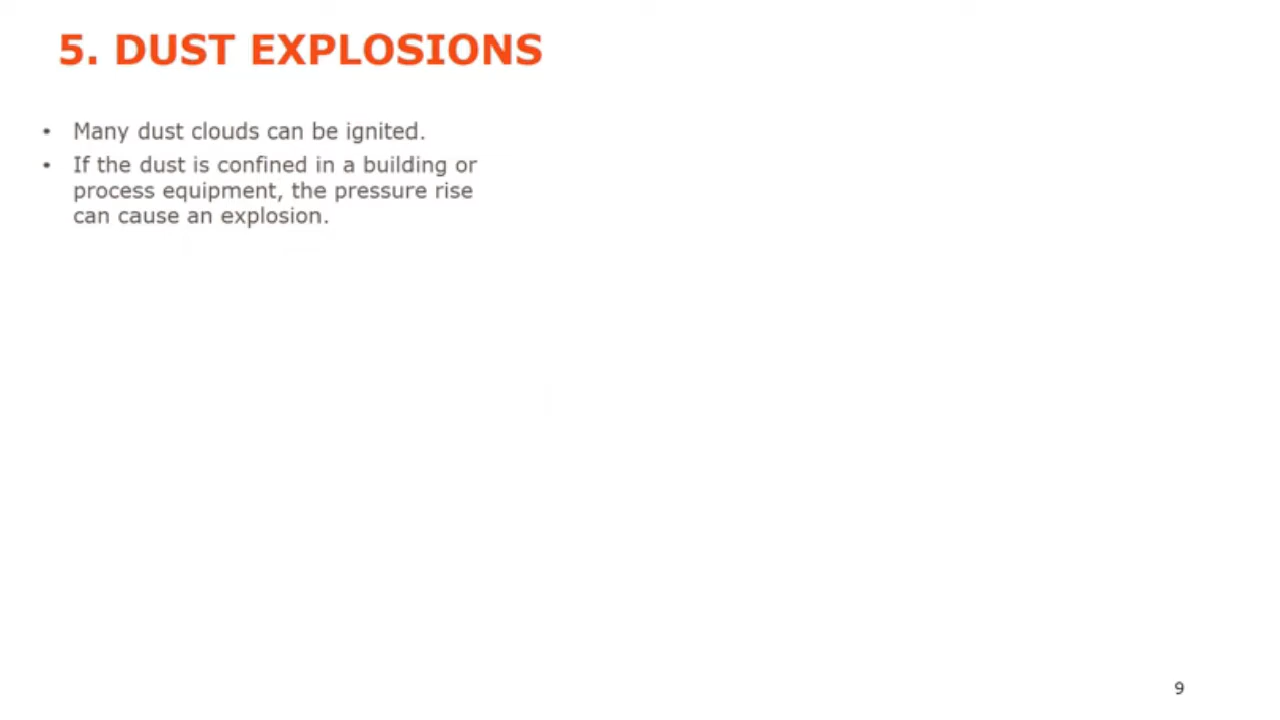 5. DUST EXPLOSIONS
• Many dust clouds can be ignited.
• If the dust is confined in a building or
process equipment, the pressure rise
can cause an explosion.
9